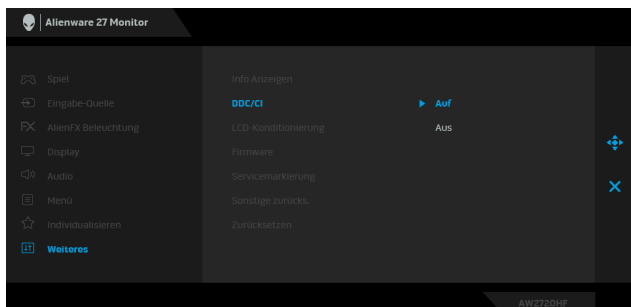 Alienware 27 Monitor
Spiel
Eingabe-Quelle
AlienFX Beleuchtung
Display
Audio
Menü
Individualisieren
Weiteres
Info Anzeigen
DDC/CI
LCD-Konditionierung
Firmware
Servicemarkierung
Sonstige zurücks.
Zurücksetzen
Auf
Aus
AW2720HF